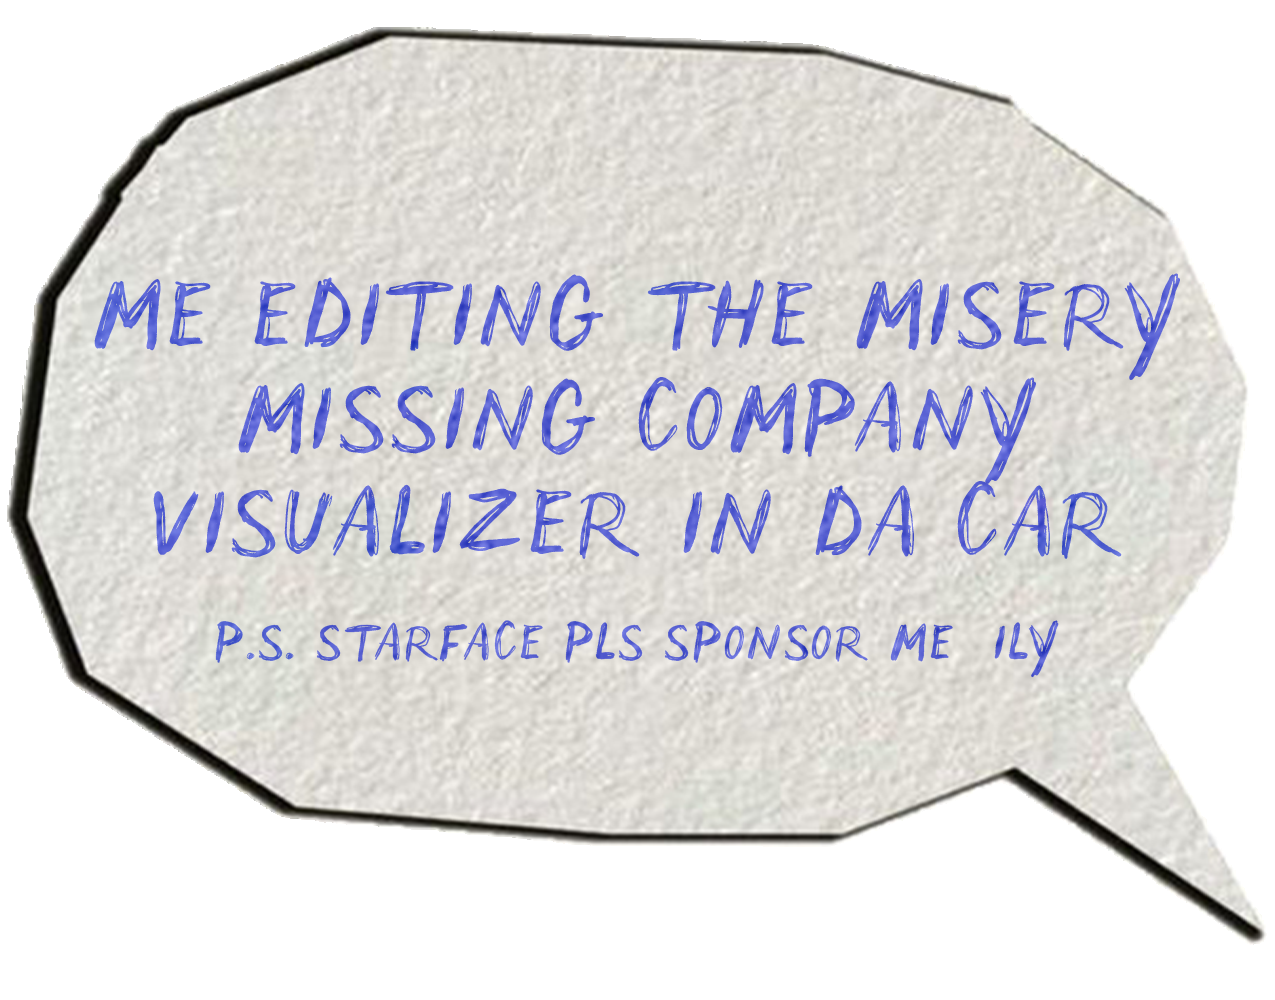 ME EDITING THE MISERY
MISSING COMPANY
VISUALIZER IN DA CAR
P.S. STARFACE PLS SPONSOR ME ILY